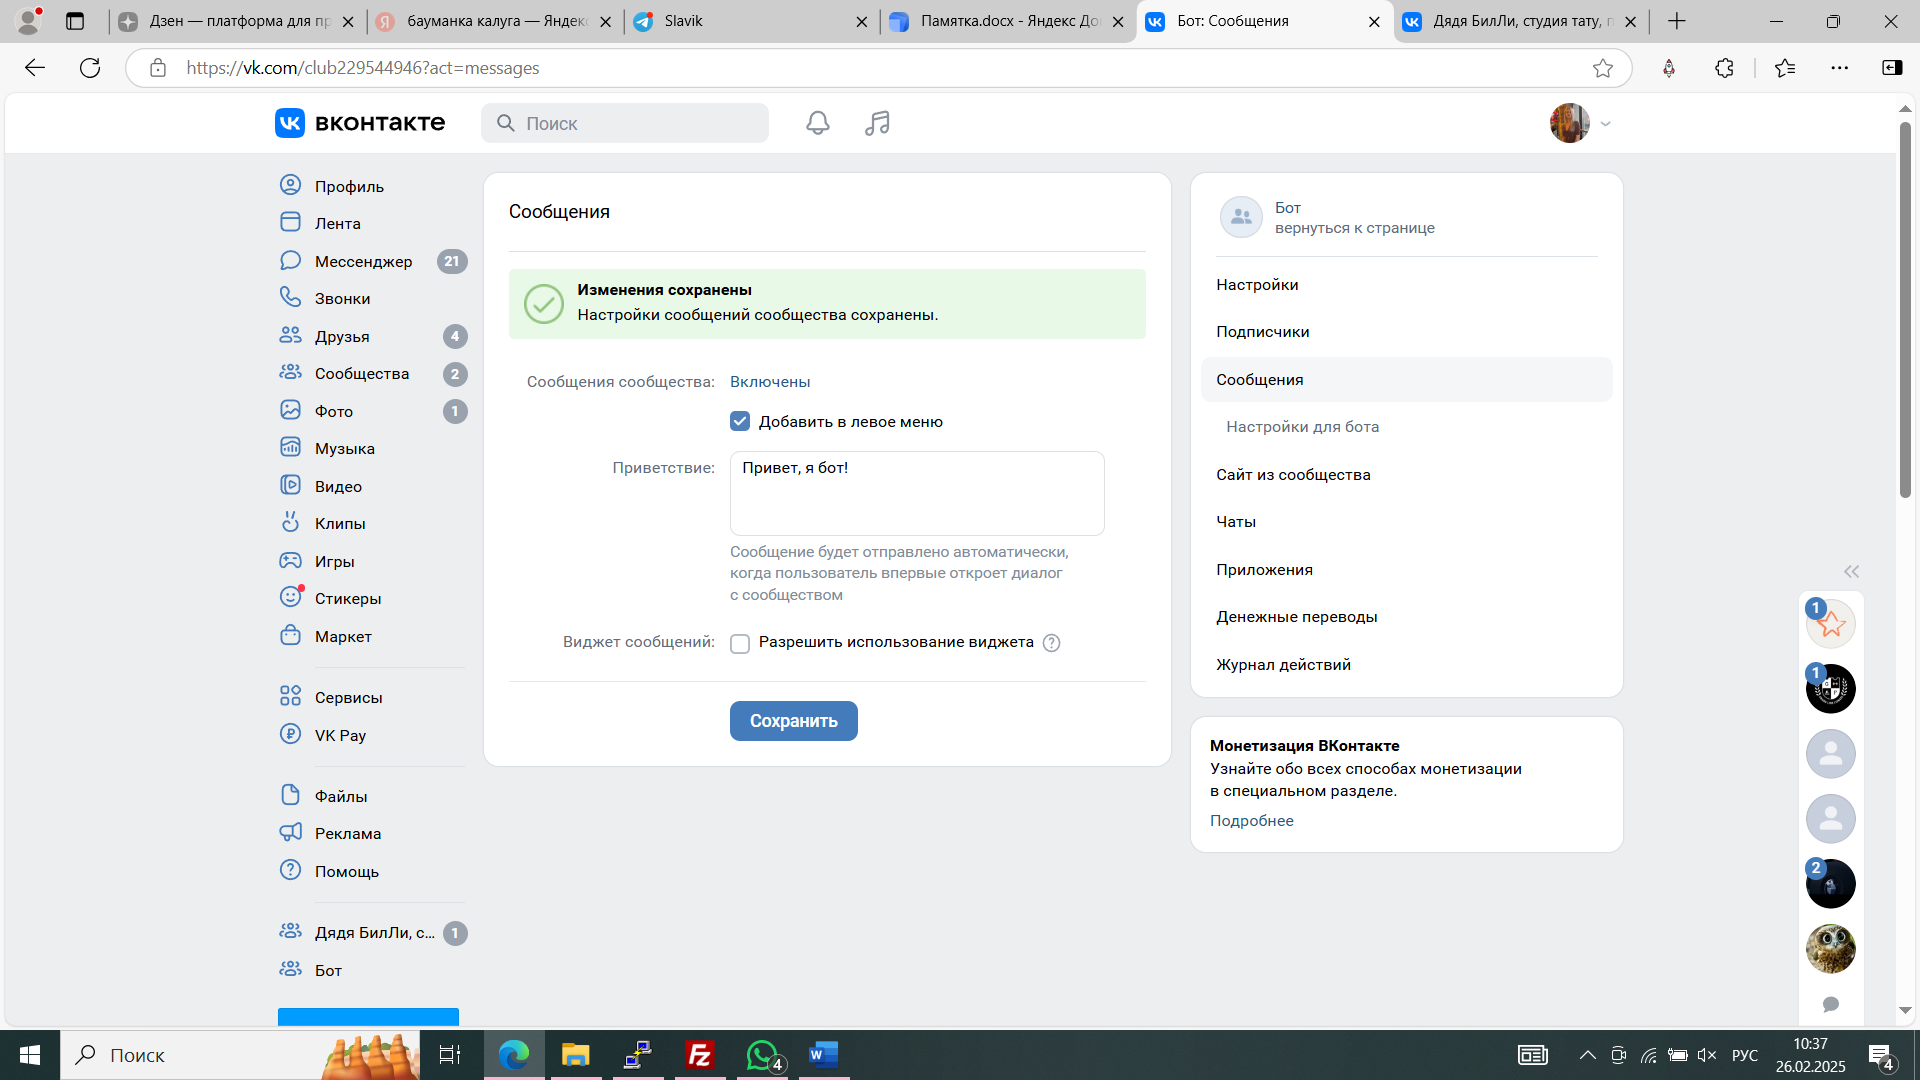 Дзен — платформа для пр
бауманка калуга — Яндекс
Slavik
Памятка.docx - Яндекс До
Бот: Сообщения
Дядя БилЛи, студия тату, п
https://vk.com/club229544946?act=messages
вконтакте
Поиск
Профиль
Лента
Мессенджер 21
Звонки
Друзья 4
Сообщества 2
Фото 1
Музыка
Видео
Клипы
Игры
Стикеры
Маркет
Сервисы
VK Pay
Файлы
Реклама
Помощь
Дядя БилЛи, с... 1
Бот
Сообщения
Изменения сохранены
Настройки сообщений сообщества сохранены.
Сообщения сообщества: Включены
Добавить в левое меню
Приветствие: Привет, я бот!
Сообщение будет отправлено автоматически,
когда пользователь впервые откроет диалог
с сообществом
Виджет сообщений: Разрешить использование виджета ?
Сохранить
Бот
вернуться к странице
Настройки
Подписчики
Сообщения
Настройки для бота
Сайт из сообщества
Чаты
Приложения
Денежные переводы
Журнал действий
Монетизация ВКонтакте
Узнайте обо всех способах монетизации
в специальном разделе.
Подробнее
1
1
2
Поиск
4
РУС
10:37
26.02.2025
4